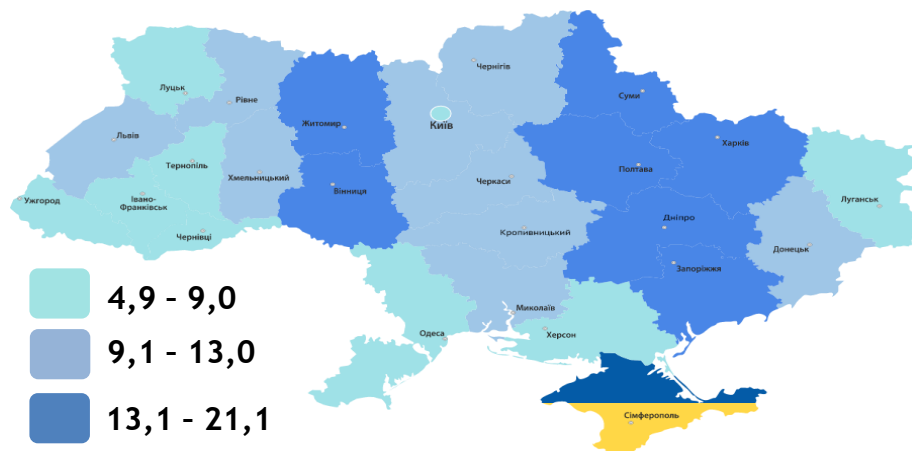 Чернігів
Луцьк
Рівне
Суми
Житомир
Київ
Львів
Харків
Тернопіль
Полтава
Хмельницький
Черкаси
Вінниця
Ужгород
Івано-
Франківськ
Луганськ
Дніпро
Чернівці
Кропивницький
Донецьк
Запоріжжя
4,9 - 9,0
Миколаїв
Одеса
Херсон
9,1 - 13,0
13,1 - 21,1
Сімферополь